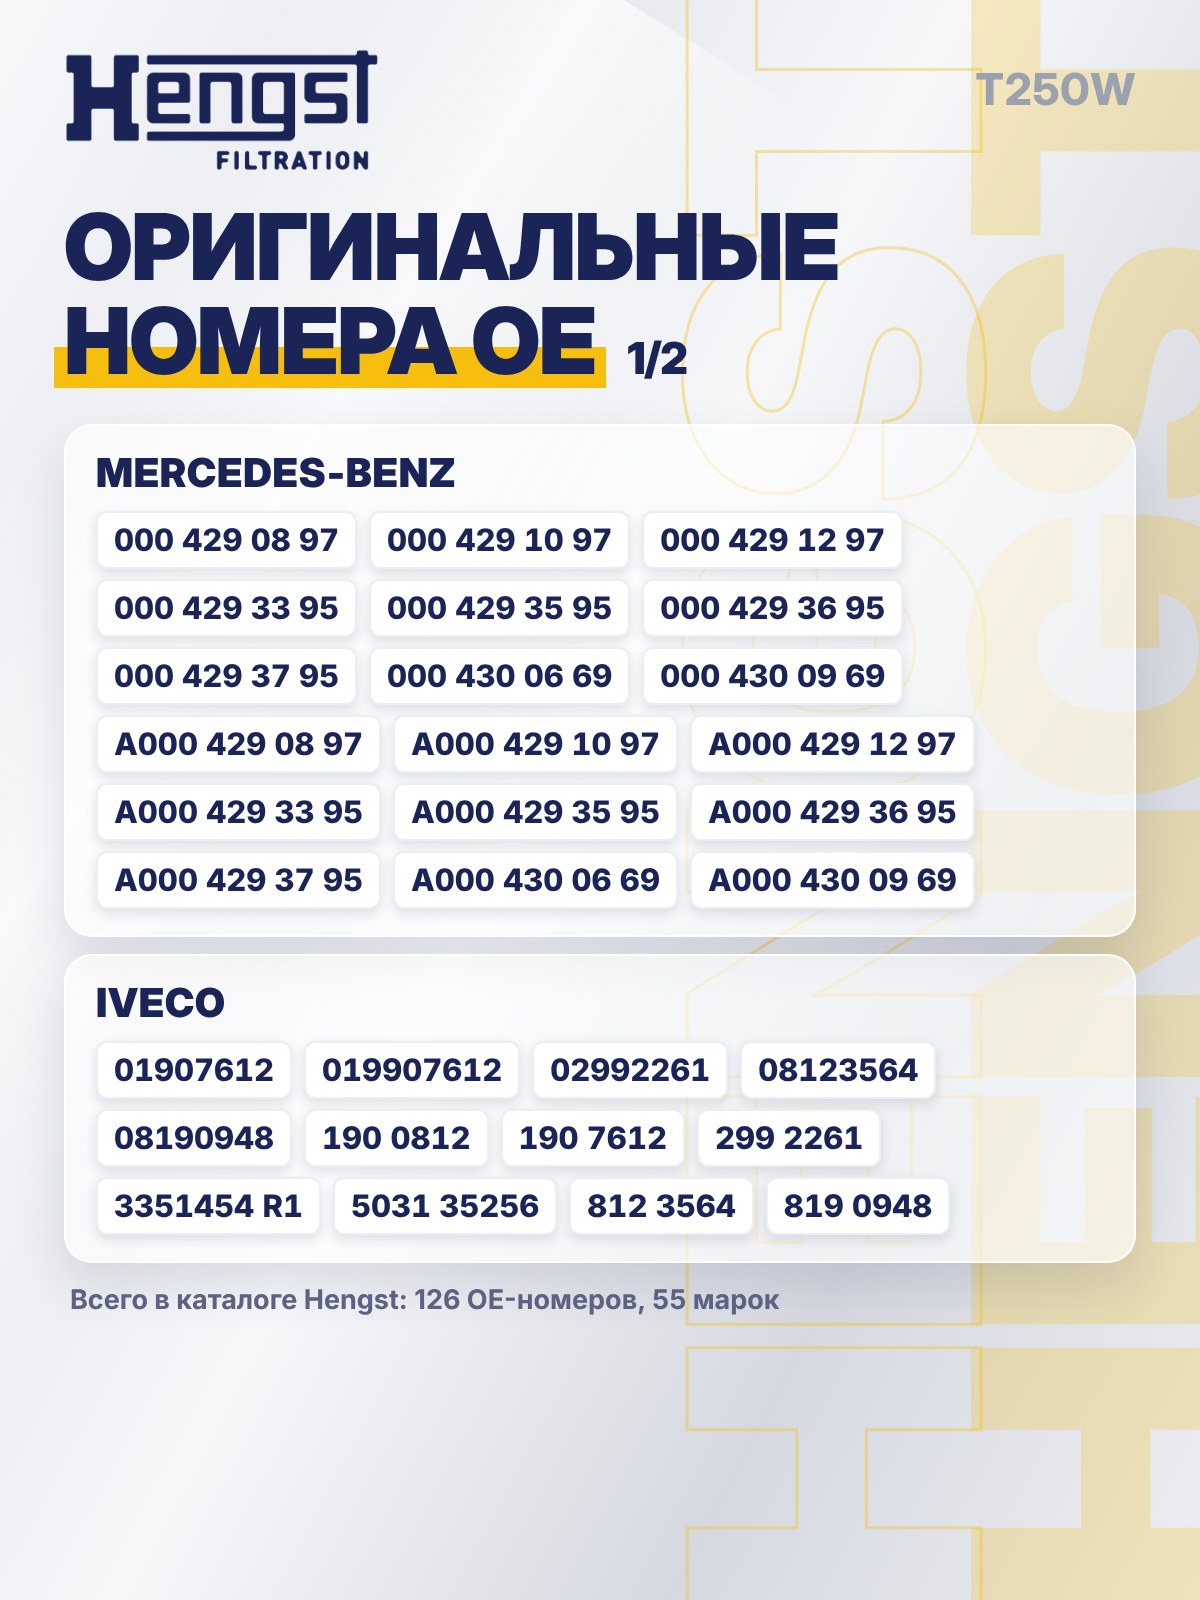 Hengst
FILTRATION
T250W
ОРИГИНАЛЬНЫЕ
НОМЕРА OE 1/2
MERCEDES-BENZ
000 429 08 97 000 429 10 97 000 429 12 97
000 429 33 95 000 429 35 95 000 429 36 95
000 429 37 95 000 430 06 69 000 430 09 69
A000 429 08 97 A000 429 10 97 A000 429 12 97
A000 429 33 95 A000 429 35 95 A000 429 36 95
A000 429 37 95 A000 430 06 69 A000 430 09 69
IVECO
01907612 019907612 02992261 08123564
08190948 190 0812 190 7612 299 2261
3351454 R1 5031 35256 812 3564 819 0948
Всего в каталоге Hengst: 126 OE-номеров, 55 марок
HENGST
HENGST